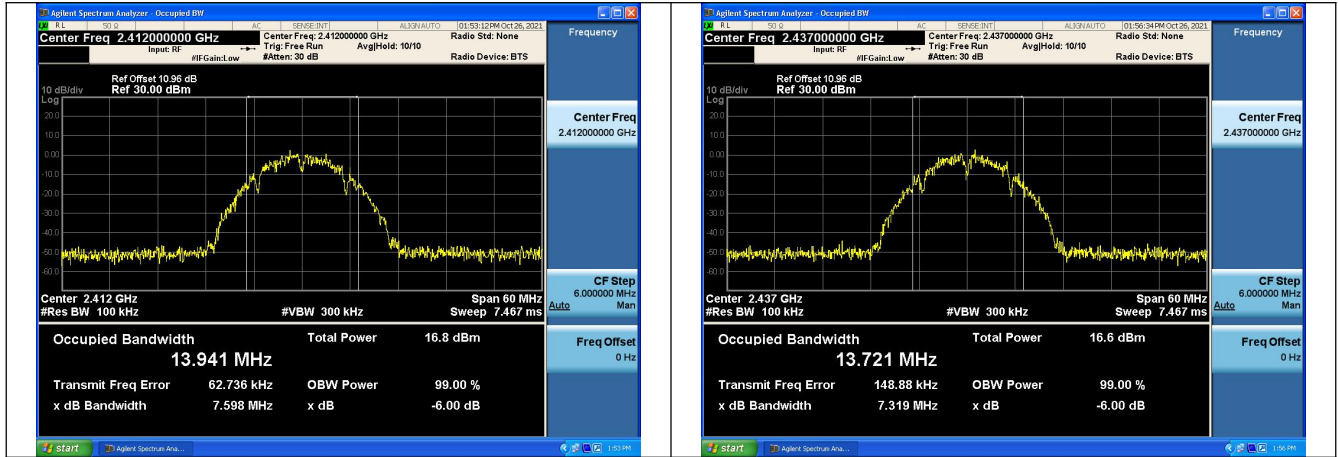 Agilent Spectrum Analyzer - Occupied BW
RL 50 Ω AC SENSE:INT ALIGNAUTO 01:53:12PM Oct 26, 2021
Center Freq 2.412000000 GHz
Center Freq: 2.412000000 GHz
Radio Std: None
Input: RF
Trig: Free Run Avg|Hold: 10/10
#IFGain:Low #Atten: 30 dB Radio Device: BTS
Ref Offset 10.96 dB
10 dB/div Ref 30.00 dBm
Log
20.0
10.0
0.00
-10.0
-20.0
-30.0
-40.0
-50.0
-60.0
Center 2.412 GHz Span 60 MHz
#Res BW 100 kHz #VBW 300 kHz Sweep 7.467 ms
Occupied Bandwidth Total Power 16.8 dBm
13.941 MHz
Transmit Freq Error 62.736 kHz OBW Power 99.00 %
x dB Bandwidth 7.598 MHz x dB -6.00 dB
Frequency
Center Freq
2.412000000 GHz
CF Step
6.000000 MHz
Auto Man
Freq Offset
0 Hz
start Agilent Spectrum Ana... 1:53 PM
Agilent Spectrum Analyzer - Occupied BW
RL 50 Ω AC SENSE:INT ALIGNAUTO 01:56:34PM Oct 26, 2021
Center Freq 2.437000000 GHz
Center Freq: 2.437000000 GHz
Radio Std: None
Input: RF
Trig: Free Run Avg|Hold: 10/10
#IFGain:Low #Atten: 30 dB Radio Device: BTS
Ref Offset 10.96 dB
10 dB/div Ref 30.00 dBm
Log
20.0
10.0
0.00
-10.0
-20.0
-30.0
-40.0
-50.0
-60.0
Center 2.437 GHz Span 60 MHz
#Res BW 100 kHz #VBW 300 kHz Sweep 7.467 ms
Occupied Bandwidth Total Power 16.6 dBm
13.721 MHz
Transmit Freq Error 148.88 kHz OBW Power 99.00 %
x dB Bandwidth 7.319 MHz x dB -6.00 dB
Frequency
Center Freq
2.437000000 GHz
CF Step
6.000000 MHz
Auto Man
Freq Offset
0 Hz
start Agilent Spectrum Ana... 1:56 PM